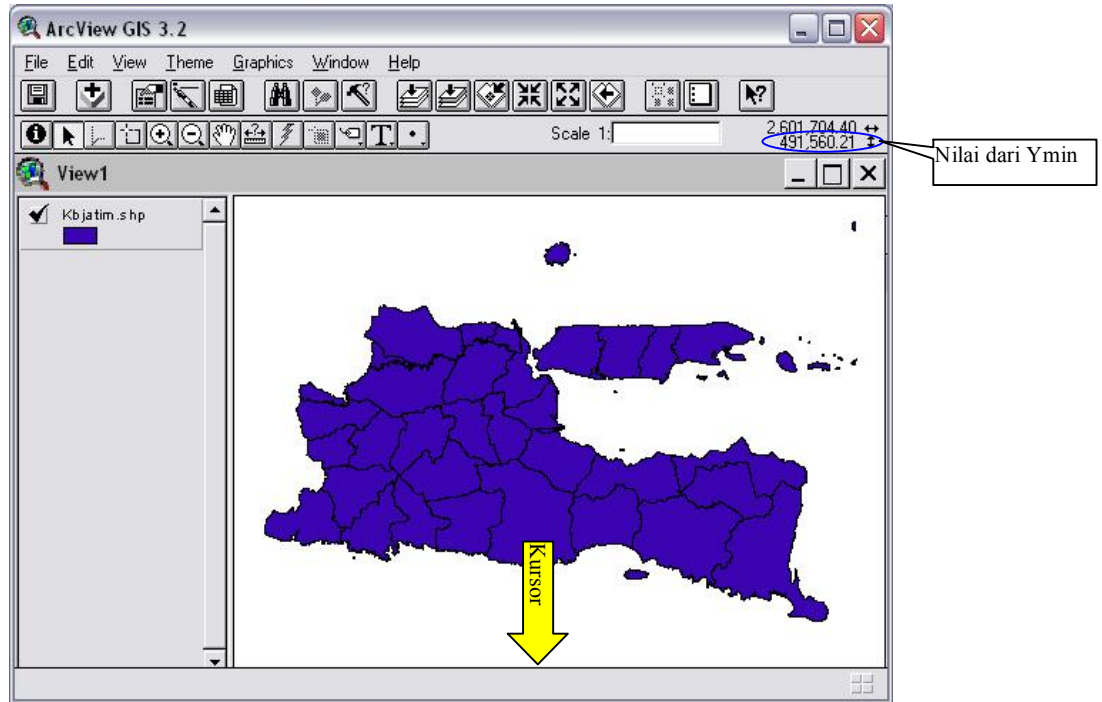 ArcView GIS 3.2
File Edit View Theme Graphics Window Help
Scale 1:
2,601,704.40
491,560.21
Nilai dari Ymin
View1
Kbjatim.shp
Kursor